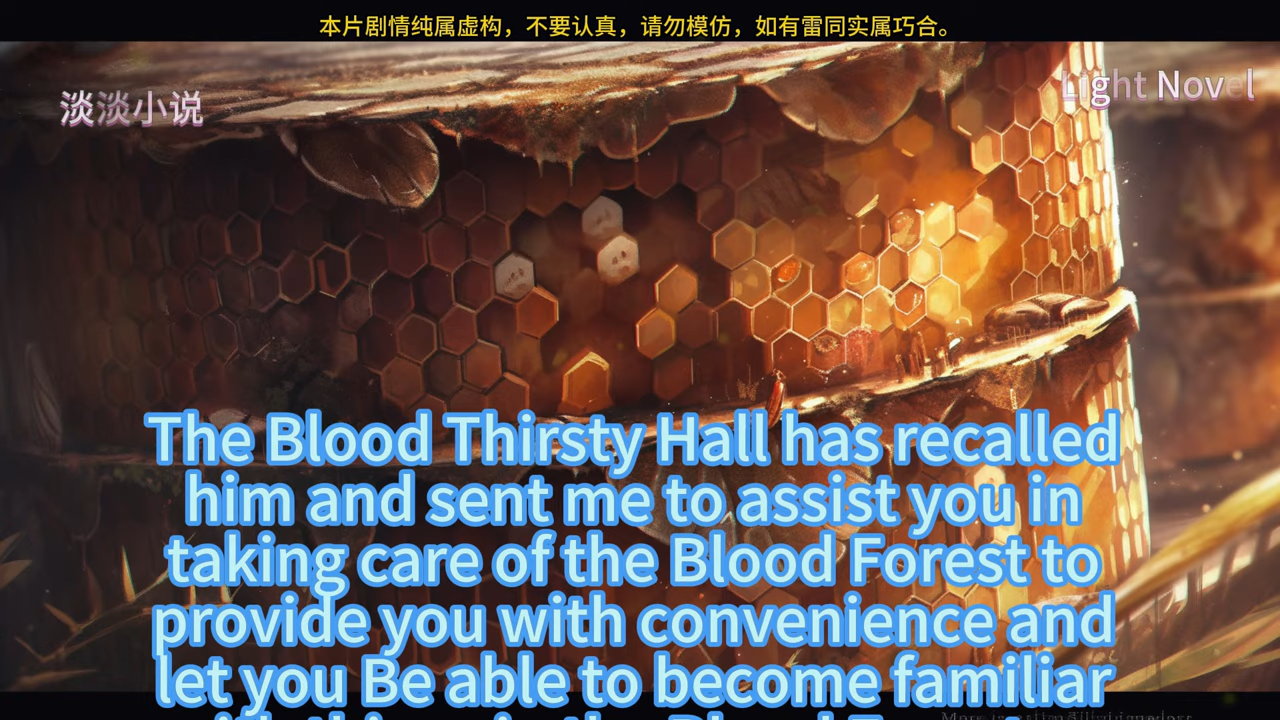 本片剧情纯属虚构，不要认真，请勿模仿，如有雷同实属巧合。
淡淡小说
Light Novel
The Blood Thirsty Hall has recalled
him and sent me to assist you in
taking care of the Blood Forest to
provide you with convenience and
let you Be able to become familiar